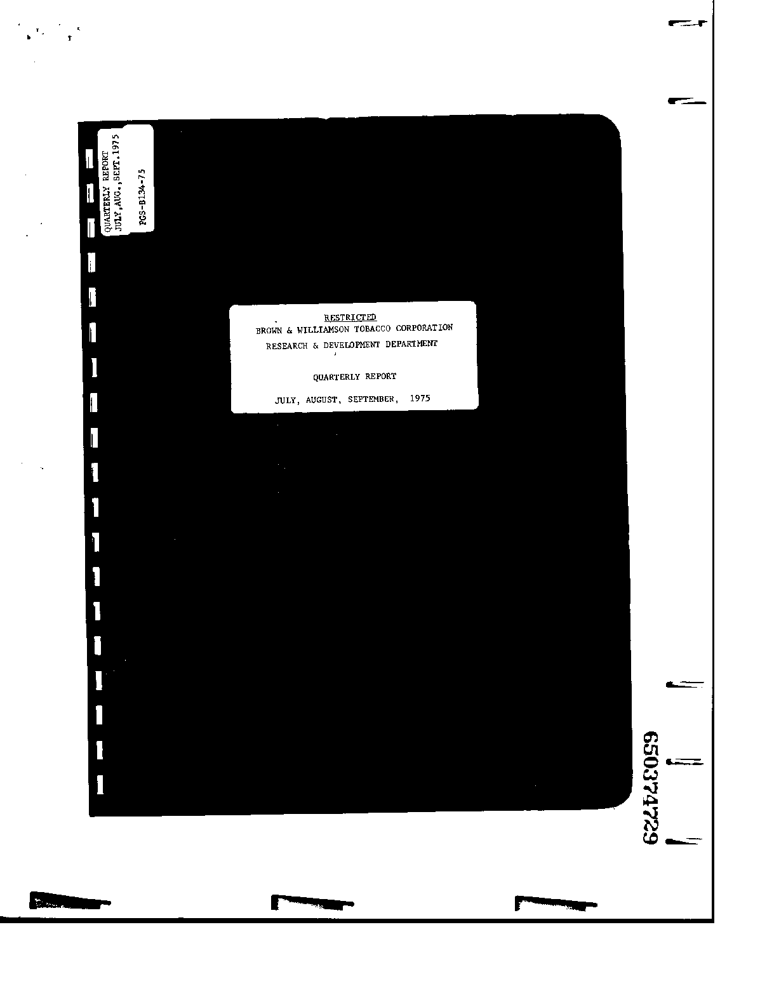 QUARTERLY REPORT
JULY,AUG.,SEPT.1975
PGS-B134-75
RESTRICTED
BROWN & WILLIAMSON TOBACCO CORPORATION
RESEARCH & DEVELOPMENT DEPARTMENT
QUARTERLY REPORT
JULY, AUGUST, SEPTEMBER, 1975
650374729